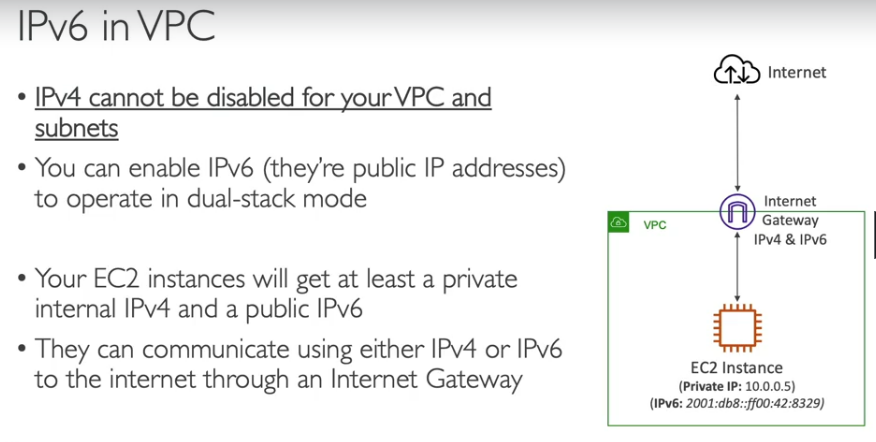 IPv6 in VPC
• IPv4 cannot be disabled for your VPC and
subnets
• You can enable IPv6 (they're public IP addresses)
to operate in dual-stack mode
• Your EC2 instances will get at least a private
internal IPv4 and a public IPv6
• They can communicate using either IPv4 or IPv6
to the internet through an Internet Gateway
Internet
Internet
Gateway
IPv4 & IPv6
VPC
EC2 Instance
(Private IP: 10.0.0.5)
(IPv6: 2001:db8::ff00:42:8329)